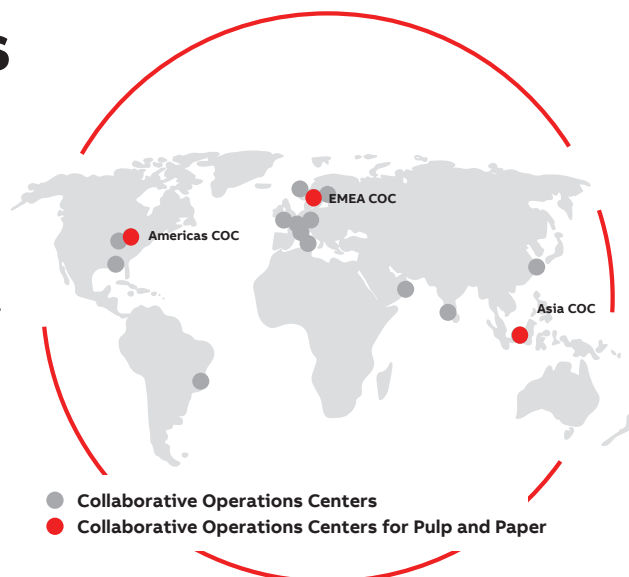 s
EMEA COC
Americas COC
Asia COC
Collaborative Operations Centers
Collaborative Operations Centers for Pulp and Paper